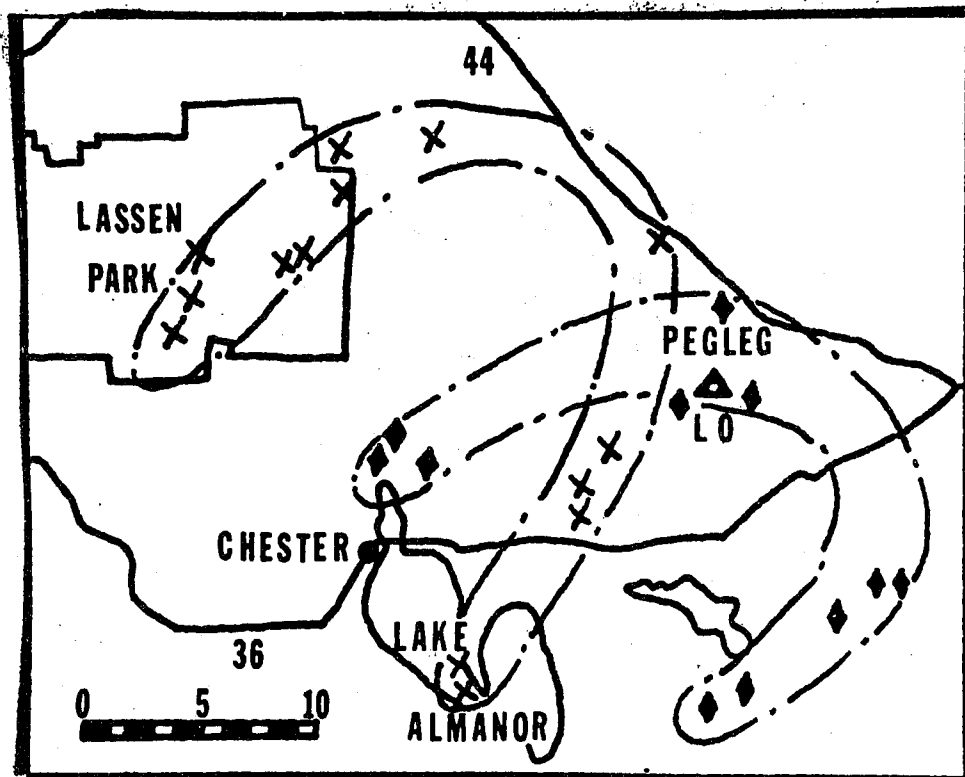 44
LASSEN
PARK
PEGLEG
LO
CHESTER
36
LAKE
ALMANOR
0 5 10